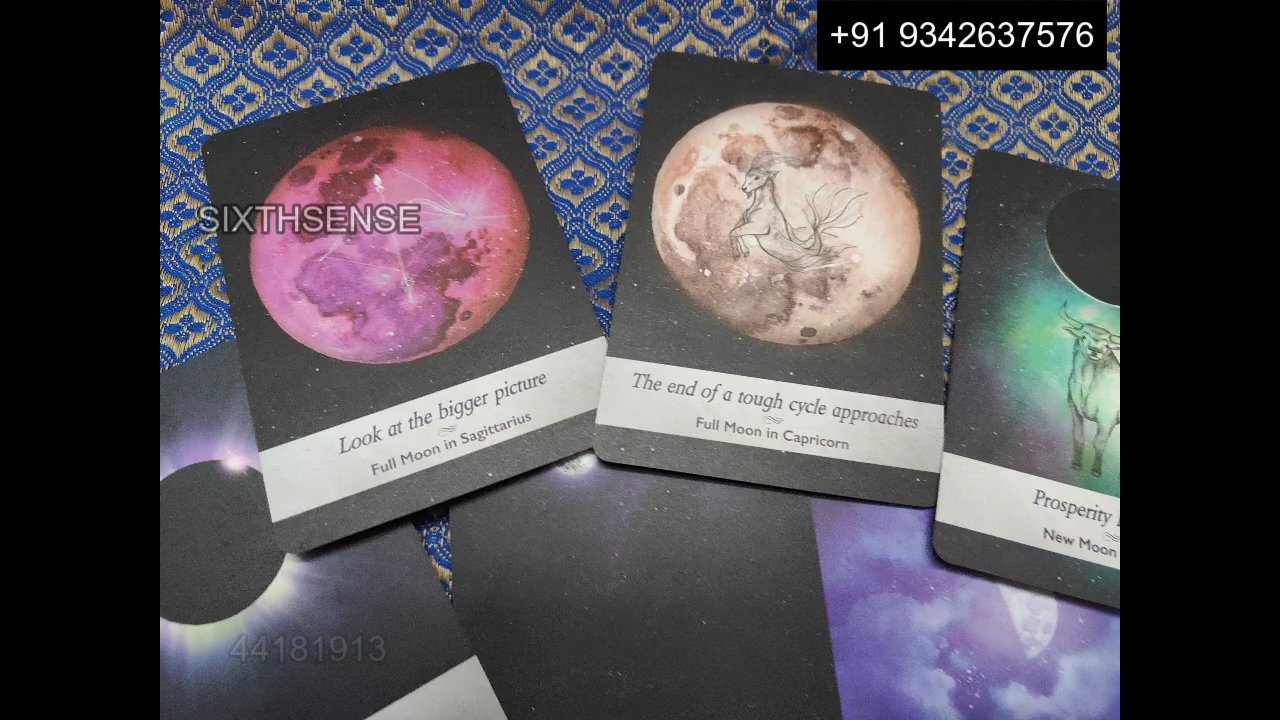 +91 9342637576
SIXTHSENSE
Look at the bigger picture
Full Moon in Sagittarius
The end of a tough cycle approaches
Full Moon in Capricorn
Prosperity
New Moon
44181913